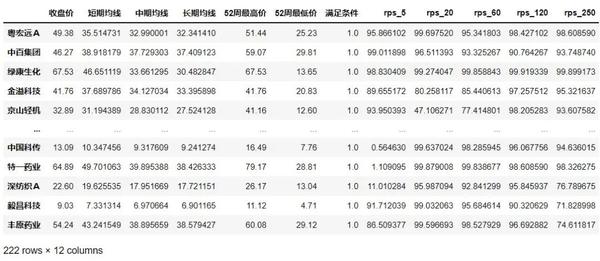 收盘价 短期均线 中期均线 长期均线 52周最高价 52周最低价 满足条件 rps_5 rps_20 rps_60 rps_120 rps_250
粤宏远A 49.38 35.514731 32.990001 32.341410 51.44 25.23 1.0 95.866102 99.697520 95.341803 98.427102 98.608590
中百集团 46.27 38.918179 37.729303 37.409123 59.07 29.81 1.0 99.011898 96.511393 93.325267 90.764267 93.748740
绿康生化 67.53 46.651119 33.661295 30.482847 67.53 13.65 1.0 98.830409 99.274047 99.858843 99.919339 99.899173
金溢科技 41.76 37.689786 34.127034 33.395898 41.76 20.83 1.0 89.655172 80.258117 85.440613 97.257512 95.321637
京山轻机 32.89 31.194389 28.830112 27.524128 41.16 12.60 1.0 93.950393 47.106271 77.414801 98.205283 93.607582
... ... ... ... ... ... ... ... ... ... ... ... ...
中国科传 13.09 10.347456 9.317609 9.241274 16.49 7.76 1.0 0.564630 99.637024 98.285945 96.067756 94.636015
特一药业 64.89 49.701063 39.895388 38.426333 79.17 28.81 1.0 1.109095 99.879008 99.838677 98.608590 98.326275
深纺织A 22.60 19.625535 17.951669 17.721151 26.17 13.04 1.0 11.010284 95.987094 92.841299 95.845937 76.789675
毅昌科技 9.03 7.331314 6.970664 6.901165 11.12 4.71 1.0 91.712039 99.032063 95.684614 90.320629 71.828998
丰原药业 54.24 43.241549 38.895659 38.579427 60.08 29.12 1.0 86.509377 99.596693 98.527929 96.692882 74.611817
222 rows × 12 columns